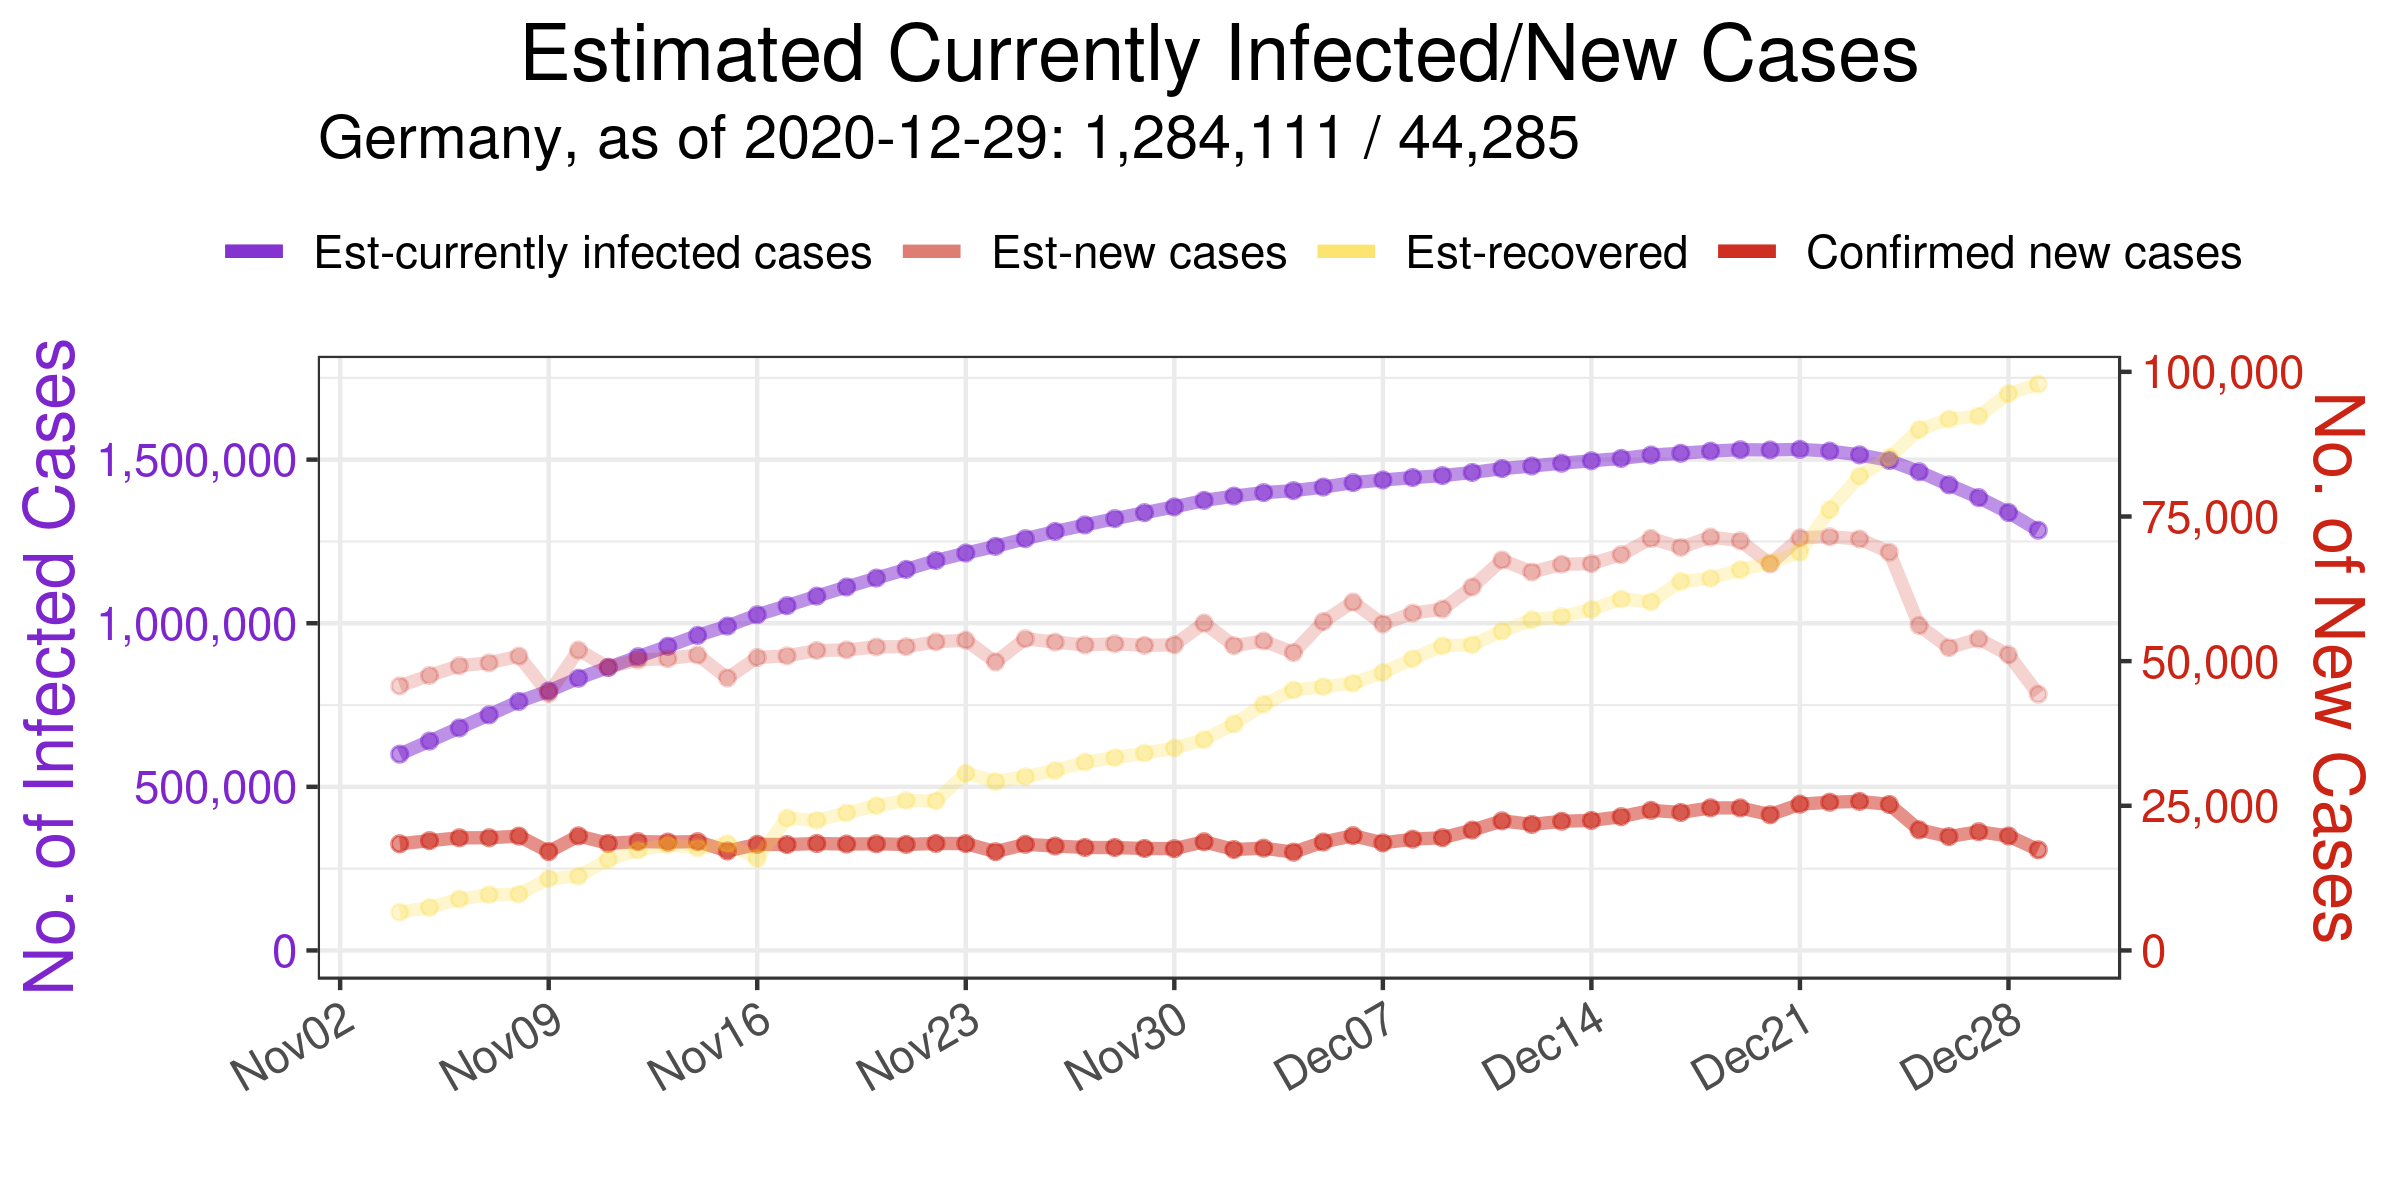 Estimated Currently Infected/New Cases
Germany, as of 2020-12-29: 1,284,111 / 44,285
Est-currently infected cases Est-new cases Est-recovered Confirmed new cases
No. of Infected Cases
1,500,000
1,000,000
500,000
0
100,000
75,000
50,000
25,000
0
No. of New Cases
Nov02 Nov09 Nov16 Nov23 Nov30 Dec07 Dec14 Dec21 Dec28